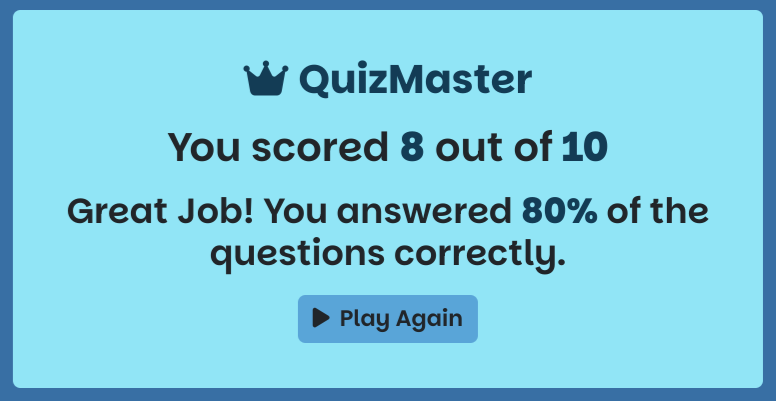 QuizMaster
You scored 8 out of 10
Great Job! You answered 80% of the
questions correctly.
Play Again